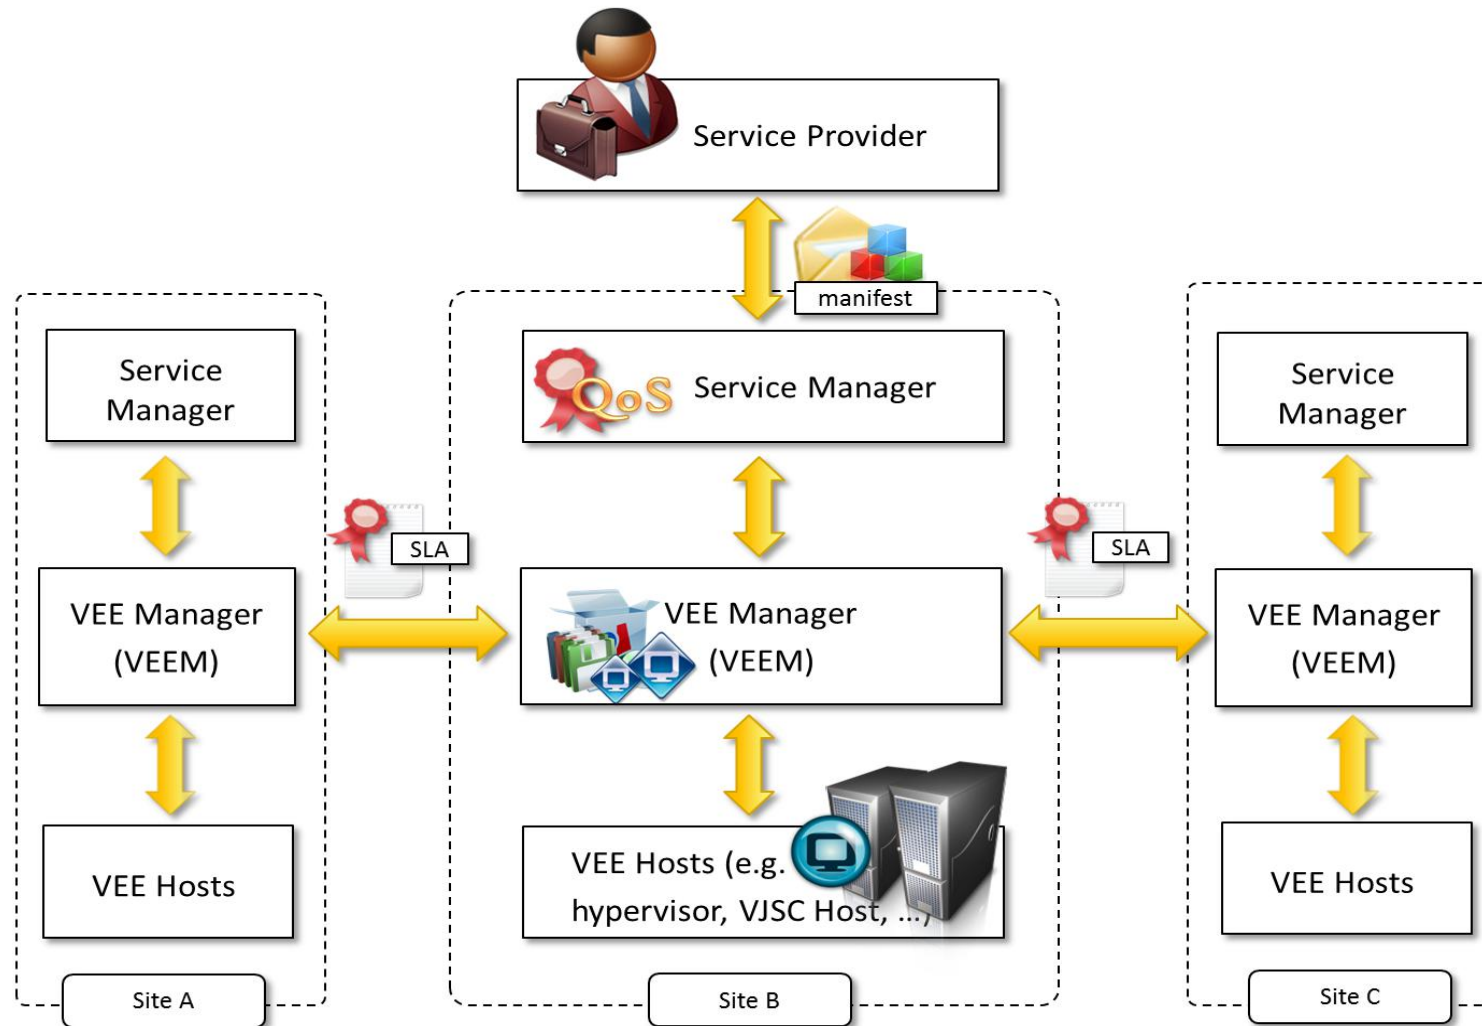 Service Provider
manifest
Service
Manager
QoS
Service Manager
Service
Manager
SLA
SLA
VEE Manager
(VEEM)
VEE Manager
(VEEM)
VEE Manager
(VEEM)
VEE Hosts
VEE Hosts (e.g.
hypervisor, VJSC Host, ...)
VEE Hosts
Site A
Site B
Site C